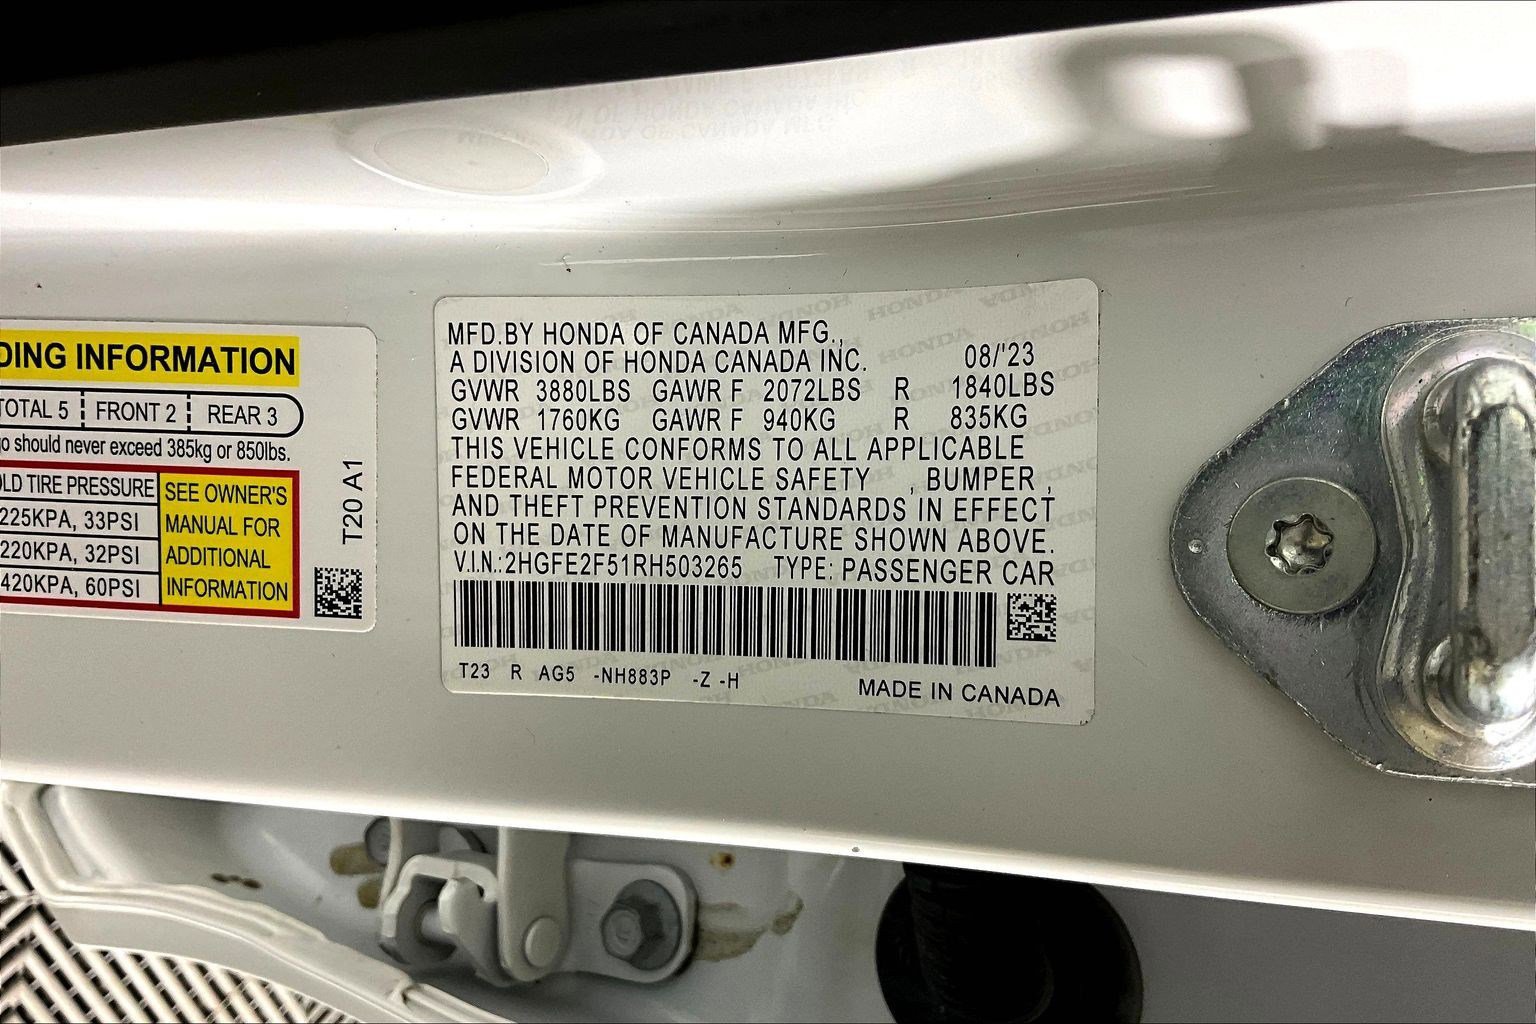 DING INFORMATION
TOTAL 5 FRONT 2 REAR 3
go should never exceed 385kg or 850lbs.
OLD TIRE PRESSURE
225KPA, 33PSI
220KPA, 32PSI
420KPA, 60PSI
SEE OWNER'S
MANUAL FOR
ADDITIONAL
INFORMATION
T20 A1
MFD.BY HONDA OF CANADA MFG.,
A DIVISION OF HONDA CANADA INC. 08/'23
GVWR 3880LBS GAWR F 2072LBS R 1840LBS
GVWR 1760KG GAWR F 940KG R 835KG
THIS VEHICLE CONFORMS TO ALL APPLICABLE
FEDERAL MOTOR VEHICLE SAFETY , BUMPER ,
AND THEFT PREVENTION STANDARDS IN EFFECT
ON THE DATE OF MANUFACTURE SHOWN ABOVE.
V.I.N.:2HGFE2F51RH503265 TYPE: PASSENGER CAR
T23 R AG5 -NH883P -Z -H
MADE IN CANADA